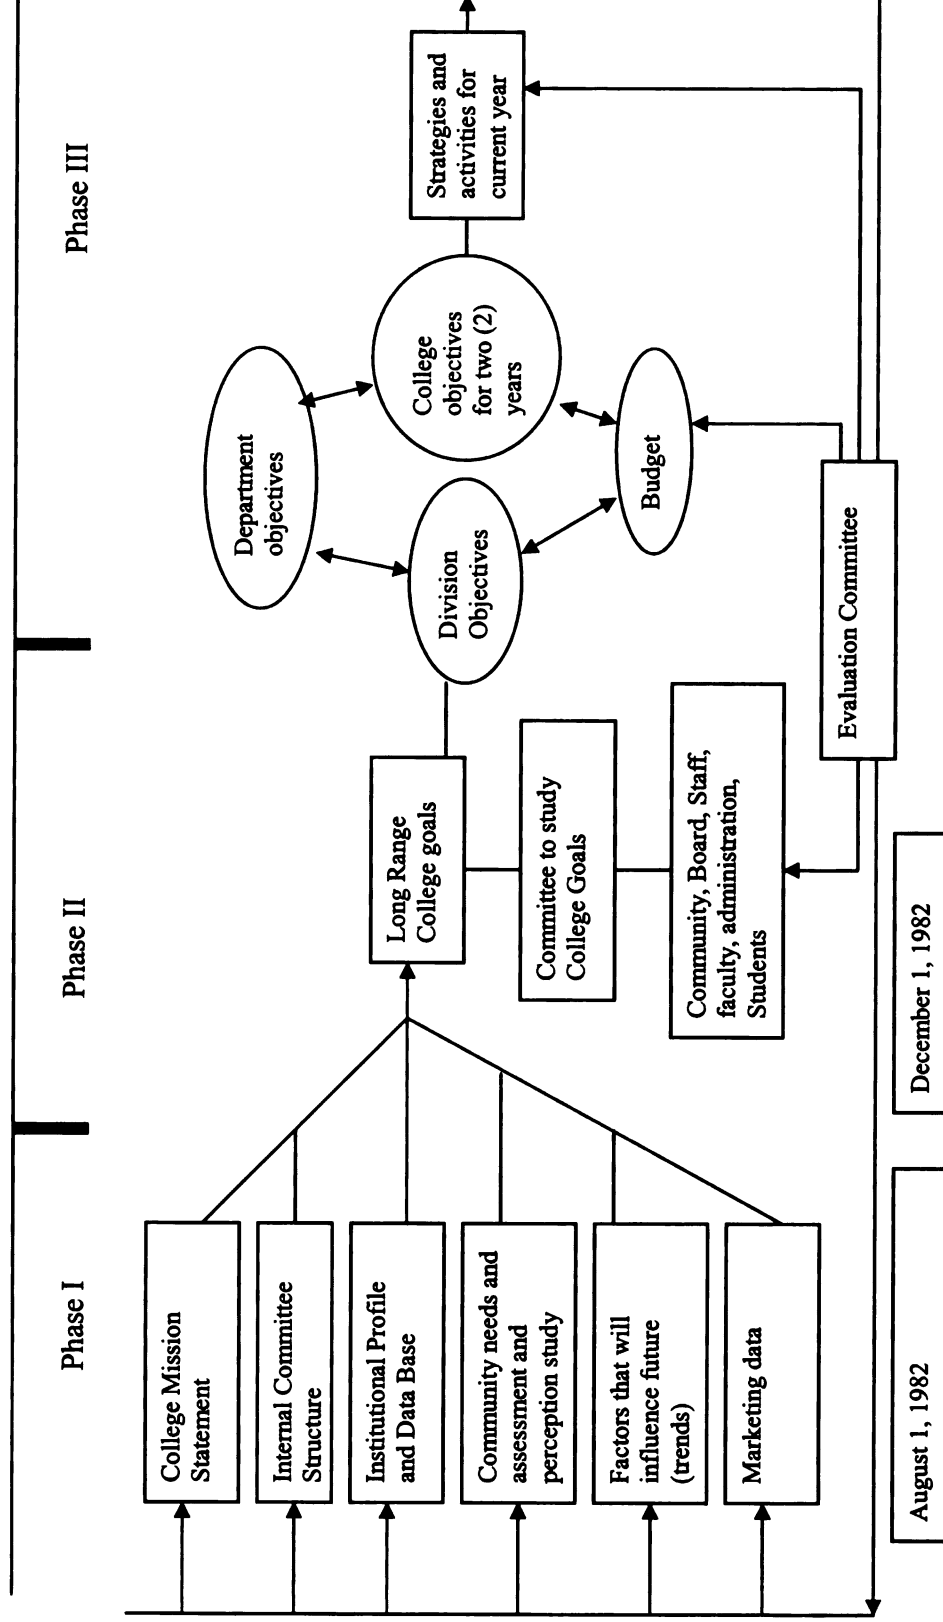 Phase I
Phase II
Phase III
College Mission
Statement
Internal Committee
Structure
Institutional Profile
and Data Base
Community needs and
assessment and
perception study
Factors that will
influence future
(trends)
Marketing data
Long Range
College goals
Committee to study
College Goals
Community, Board, Staff,
faculty, administration,
Students
Department
objectives
Division
Objectives
College
objectives
for two (2)
years
Budget
Strategies and
activities for
current year
Evaluation Committee
August 1, 1982
December 1, 1982